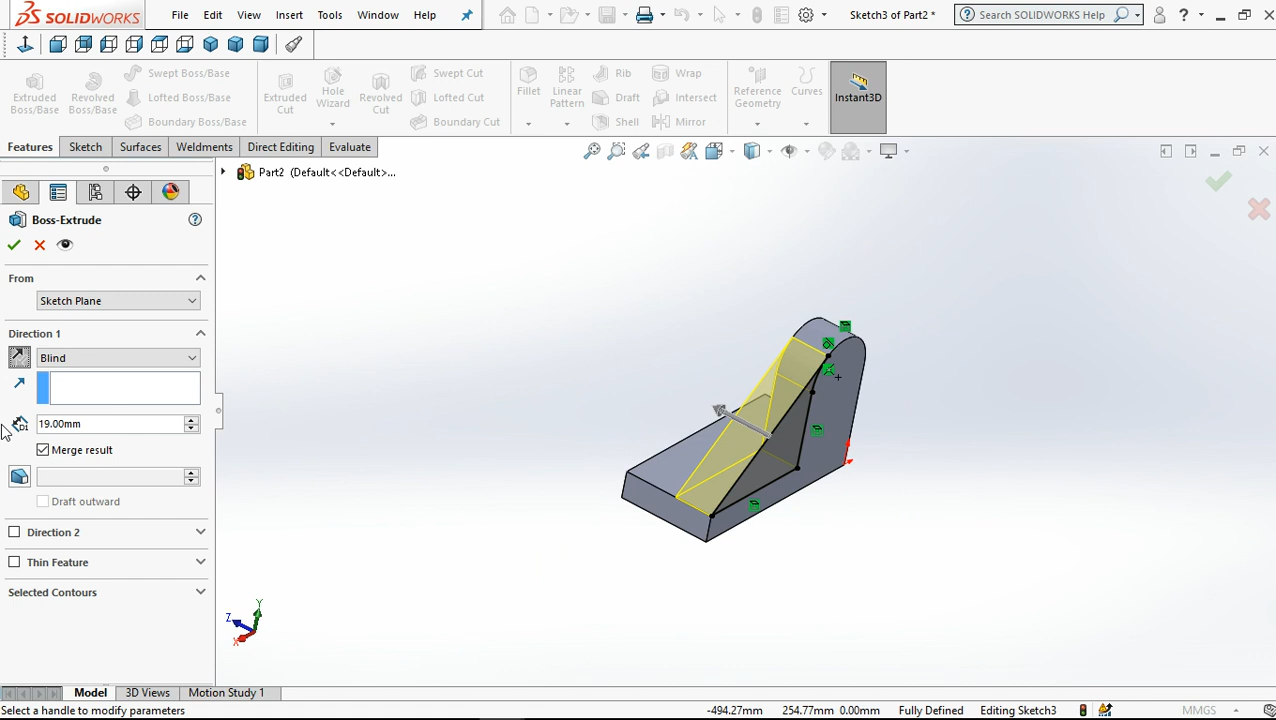 SOLIDWORKS
File Edit View Insert Tools Window Help
Sketch3 of Part2 *
Search SOLIDWORKS Help
?
Extruded Boss/Base
Revolved Boss/Base
Swept Boss/Base
Lofted Boss/Base
Boundary Boss/Base
Extruded Cut
Hole Wizard
Revolved Cut
Swept Cut
Lofted Cut
Boundary Cut
Fillet
Linear Pattern
Rib
Draft
Shell
Wrap
Intersect
Mirror
Reference Geometry
Curves
Instant3D
Features Sketch Surfaces Weldments Direct Editing Evaluate
Part2 (Default<<Default>...
Boss-Extrude
?
From
Sketch Plane
Direction 1
Blind
19.00mm
Merge result
Draft outward
Direction 2
Thin Feature
Selected Contours
Y
Z
X
Model 3D Views Motion Study 1
Select a handle to modify parameters
-494.27mm 254.77mm 0.00mm Fully Defined Editing Sketch3 MMGS